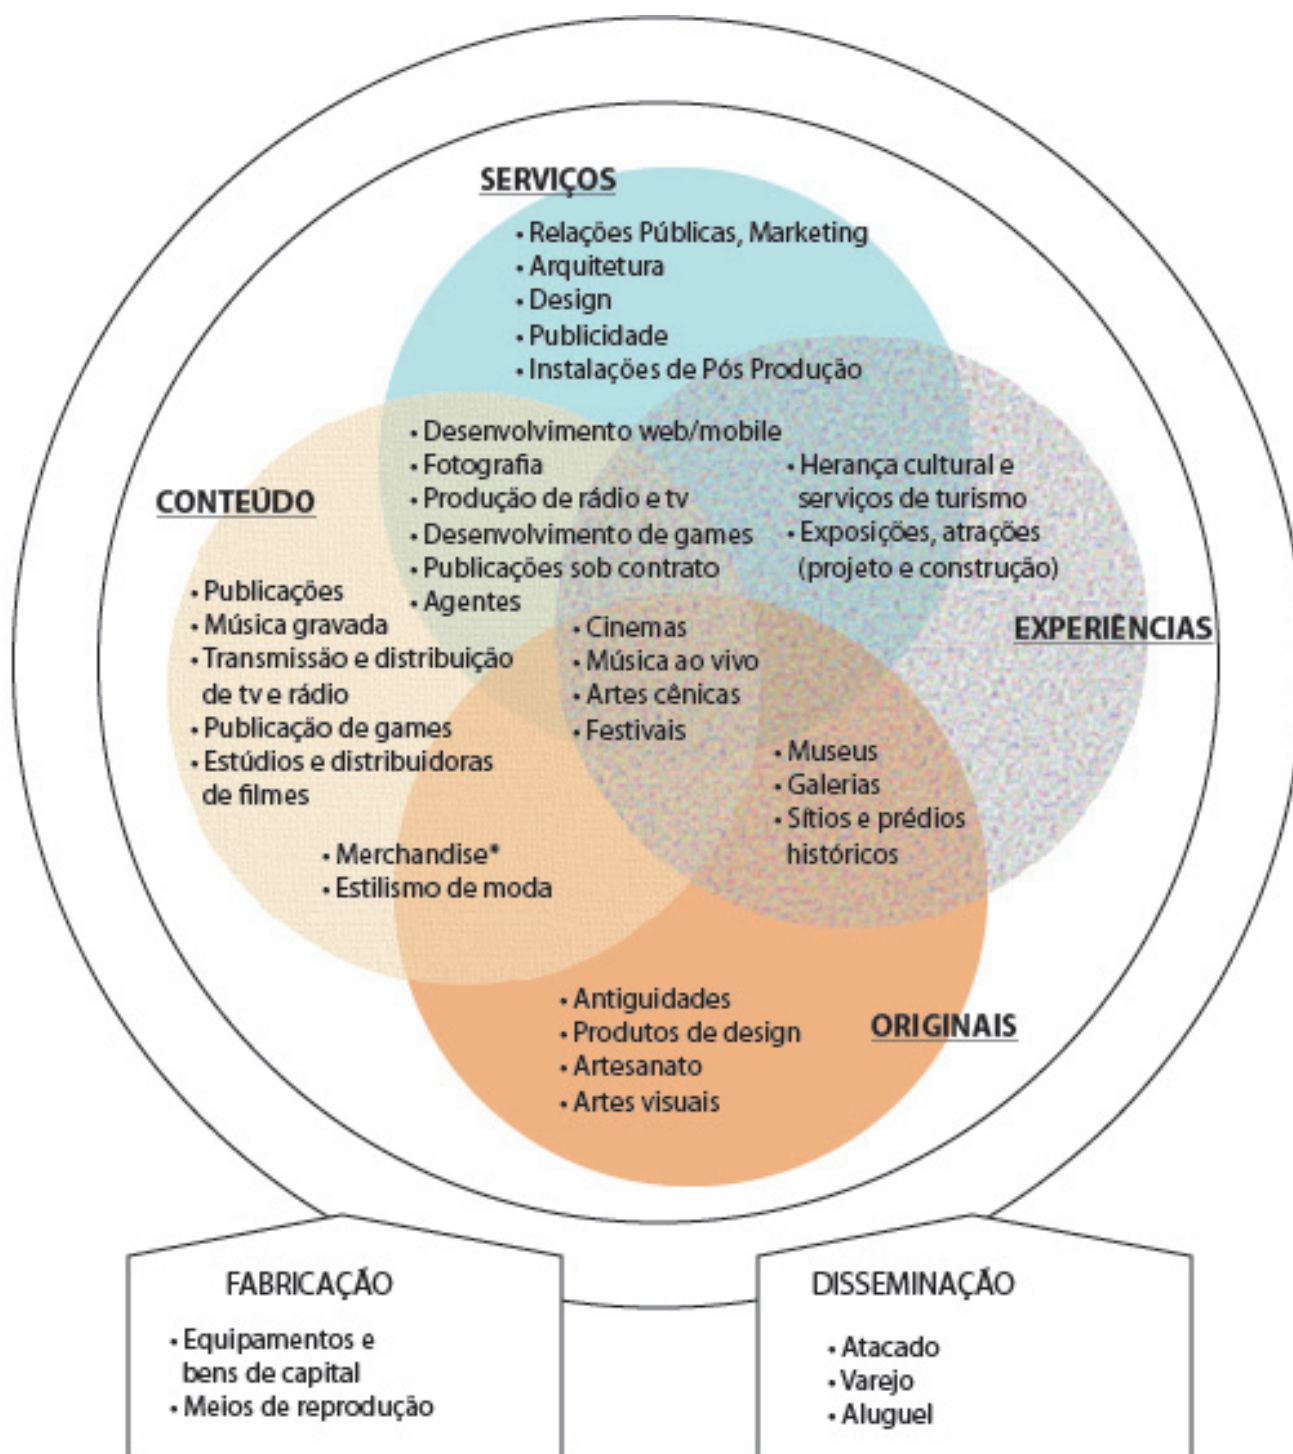 SERVIÇOS
• Relações Públicas, Marketing
• Arquitetura
• Design
• Publicidade
• Instalações de Pós Produção
• Desenvolvimento web/mobile
• Fotografia
• Produção de rádio e tv
• Desenvolvimento de games
• Publicações sob contrato
• Agentes
• Herança cultural e
serviços de turismo
• Exposições, atrações
(projeto e construção)
CONTEÚDO
• Publicações
• Música gravada
• Transmissão e distribuição
de tv e rádio
• Publicação de games
• Estúdios e distribuidoras
de filmes
EXPERIÊNCIAS
• Cinemas
• Música ao vivo
• Artes cênicas
• Festivais
• Museus
• Galerias
• Sítios e prédios
históricos
• Merchandise*
• Estilismo de moda
• Antiguidades
• Produtos de design
• Artesanato
• Artes visuais
ORIGINAIS
FABRICAÇÃO
• Equipamentos e
bens de capital
• Meios de reprodução
DISSEMINAÇÃO
• Atacado
• Varejo
• Aluguel